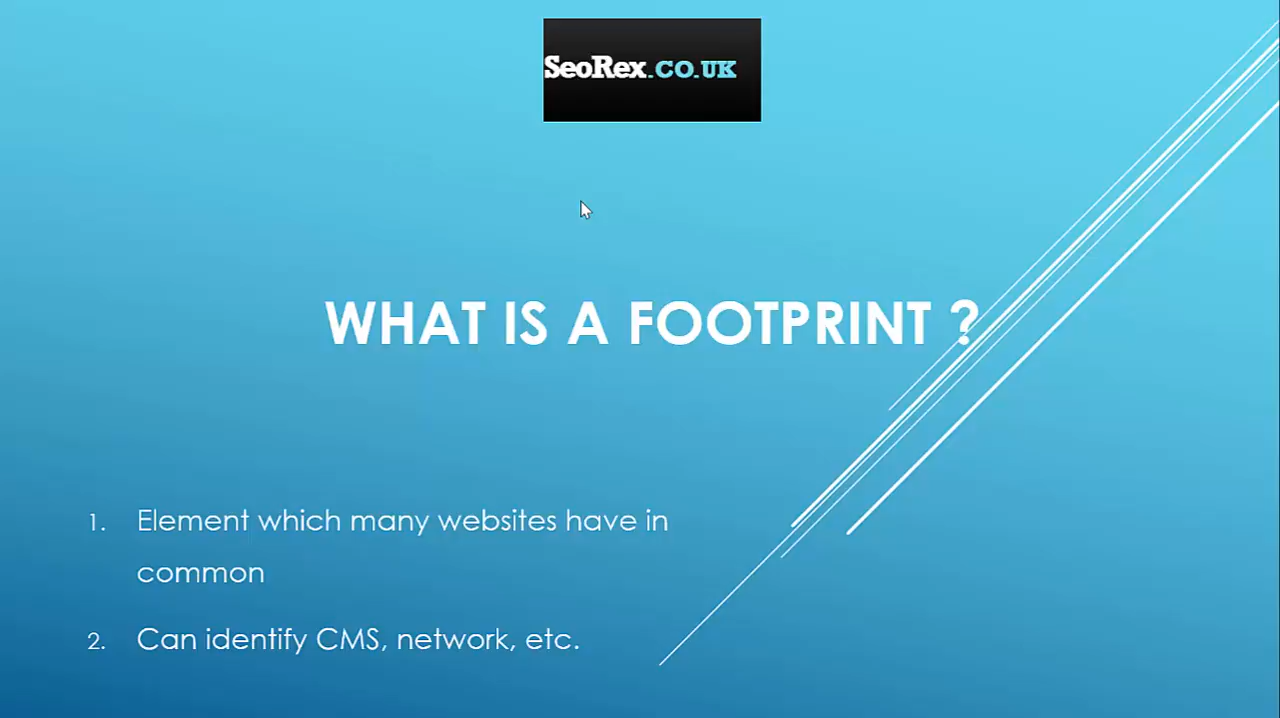 SeoRex.CO.UK
WHAT IS A FOOTPRINT ?
1. Element which many websites have in
common
2. Can identify CMS, network, etc.